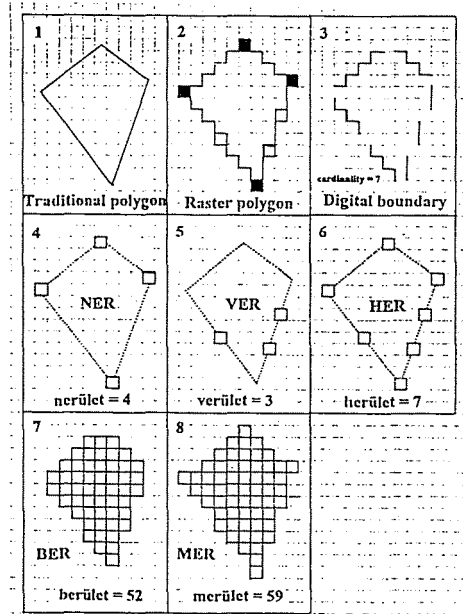 1
Traditional polygon
2
Raster polygon
3
cardinality = 7
Digital boundary
4
NER
nerület = 4
5
VER
verület = 3
6
HER
herület = 7
7
BER
berület = 52
8
MER
merület = 59